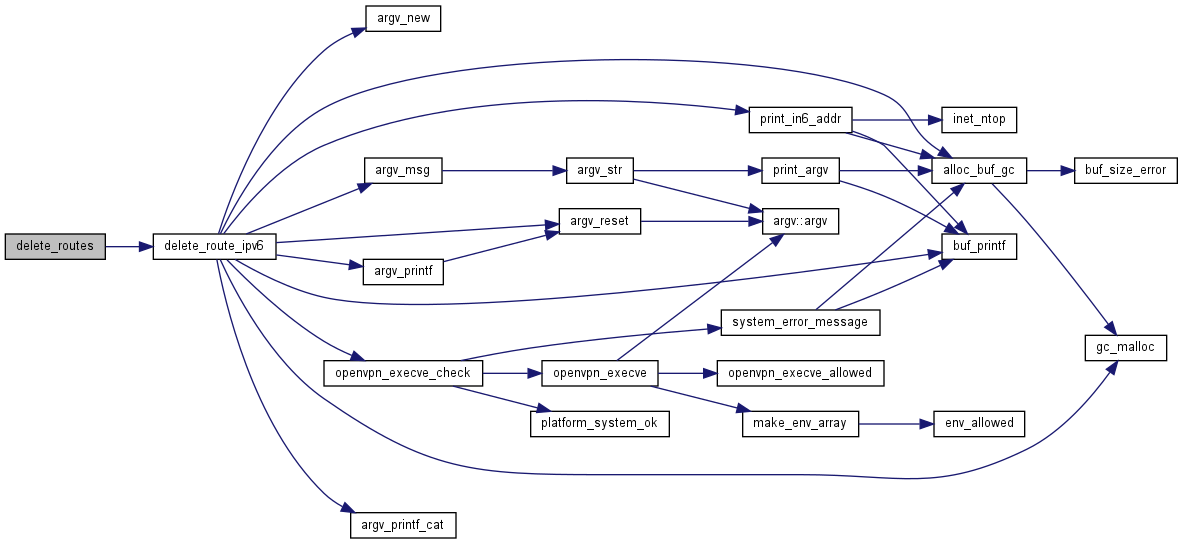 argv_new
print_in6_addr
inet_ntop
argv_msg
argv_str
print_argv
alloc_buf_gc
buf_size_error
argv_reset
argv::argv
delete_routes
delete_route_ipv6
buf_printf
argv_printf
system_error_message
gc_malloc
openvpn_execve_check
openvpn_execve
openvpn_execve_allowed
platform_system_ok
make_env_array
env_allowed
argv_printf_cat